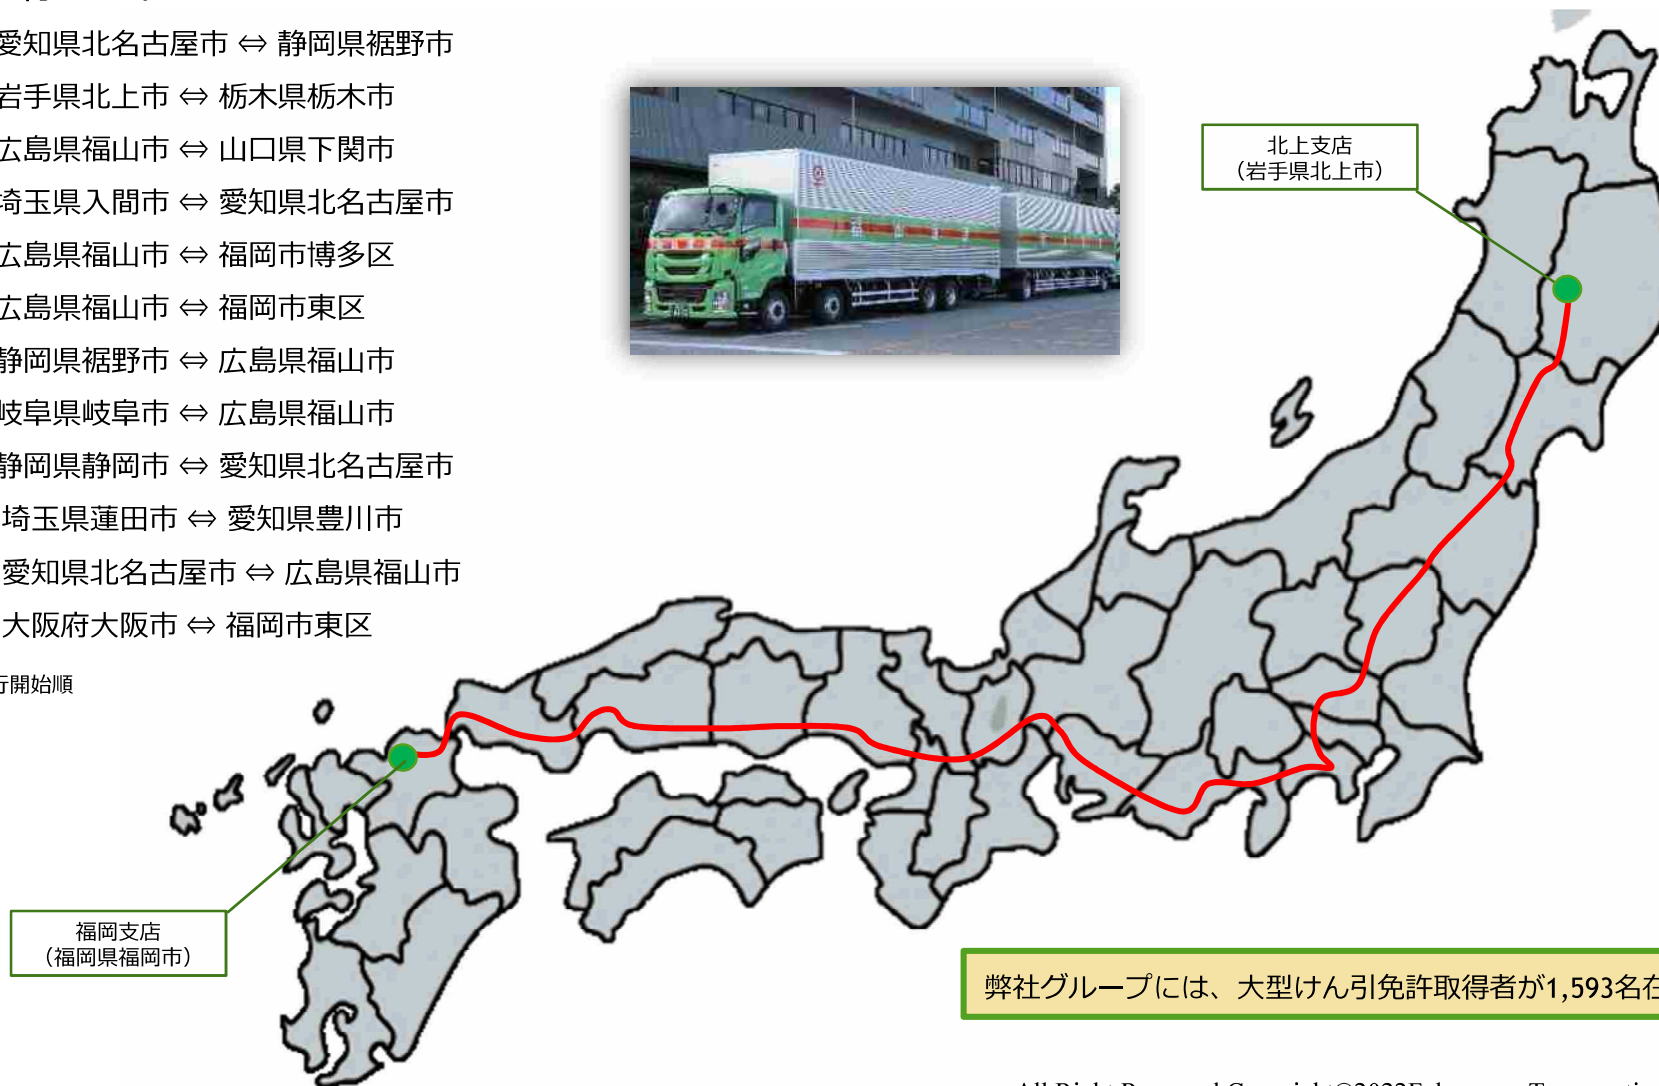 愛知県北名古屋市 ⇔ 静岡県裾野市
岩手県北上市 ⇔ 栃木県栃木市
広島県福山市 ⇔ 山口県下関市
埼玉県入間市 ⇔ 愛知県北名古屋市
広島県福山市 ⇔ 福岡市博多区
広島県福山市 ⇔ 福岡市東区
静岡県裾野市 ⇔ 広島県福山市
岐阜県岐阜市 ⇔ 広島県福山市
静岡県静岡市 ⇔ 愛知県北名古屋市
埼玉県蓮田市 ⇔ 愛知県豊川市
愛知県北名古屋市 ⇔ 広島県福山市
大阪府大阪市 ⇔ 福岡市東区
行開始順
北上支店
（岩手県北上市）
福岡支店
（福岡県福岡市）
弊社グループには、大型けん引免許取得者が1,593名在